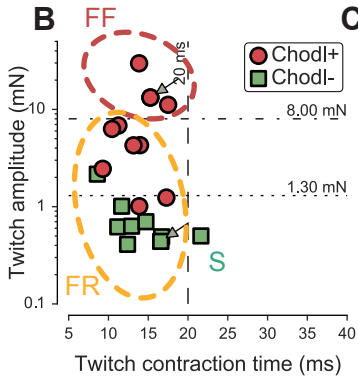 B
C
FF
20 ms
Chodl+
Chodl-
Twitch amplitude (mN)
10
1
0.1
8.00 mN
1.30 mN
FR
S
5 10 15 20 25 30 35 40
Twitch contraction time (ms)